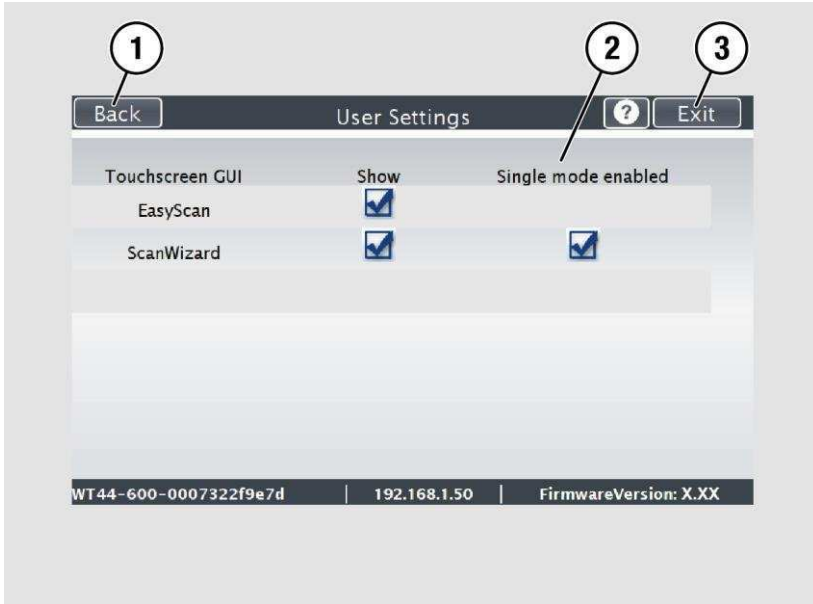 1 2 3
Back User Settings ? Exit
Touchscreen GUI Show Single mode enabled
EasyScan
ScanWizard
WT44-600-0007322f9e7d | 192.168.1.50 | FirmwareVersion: X.XX